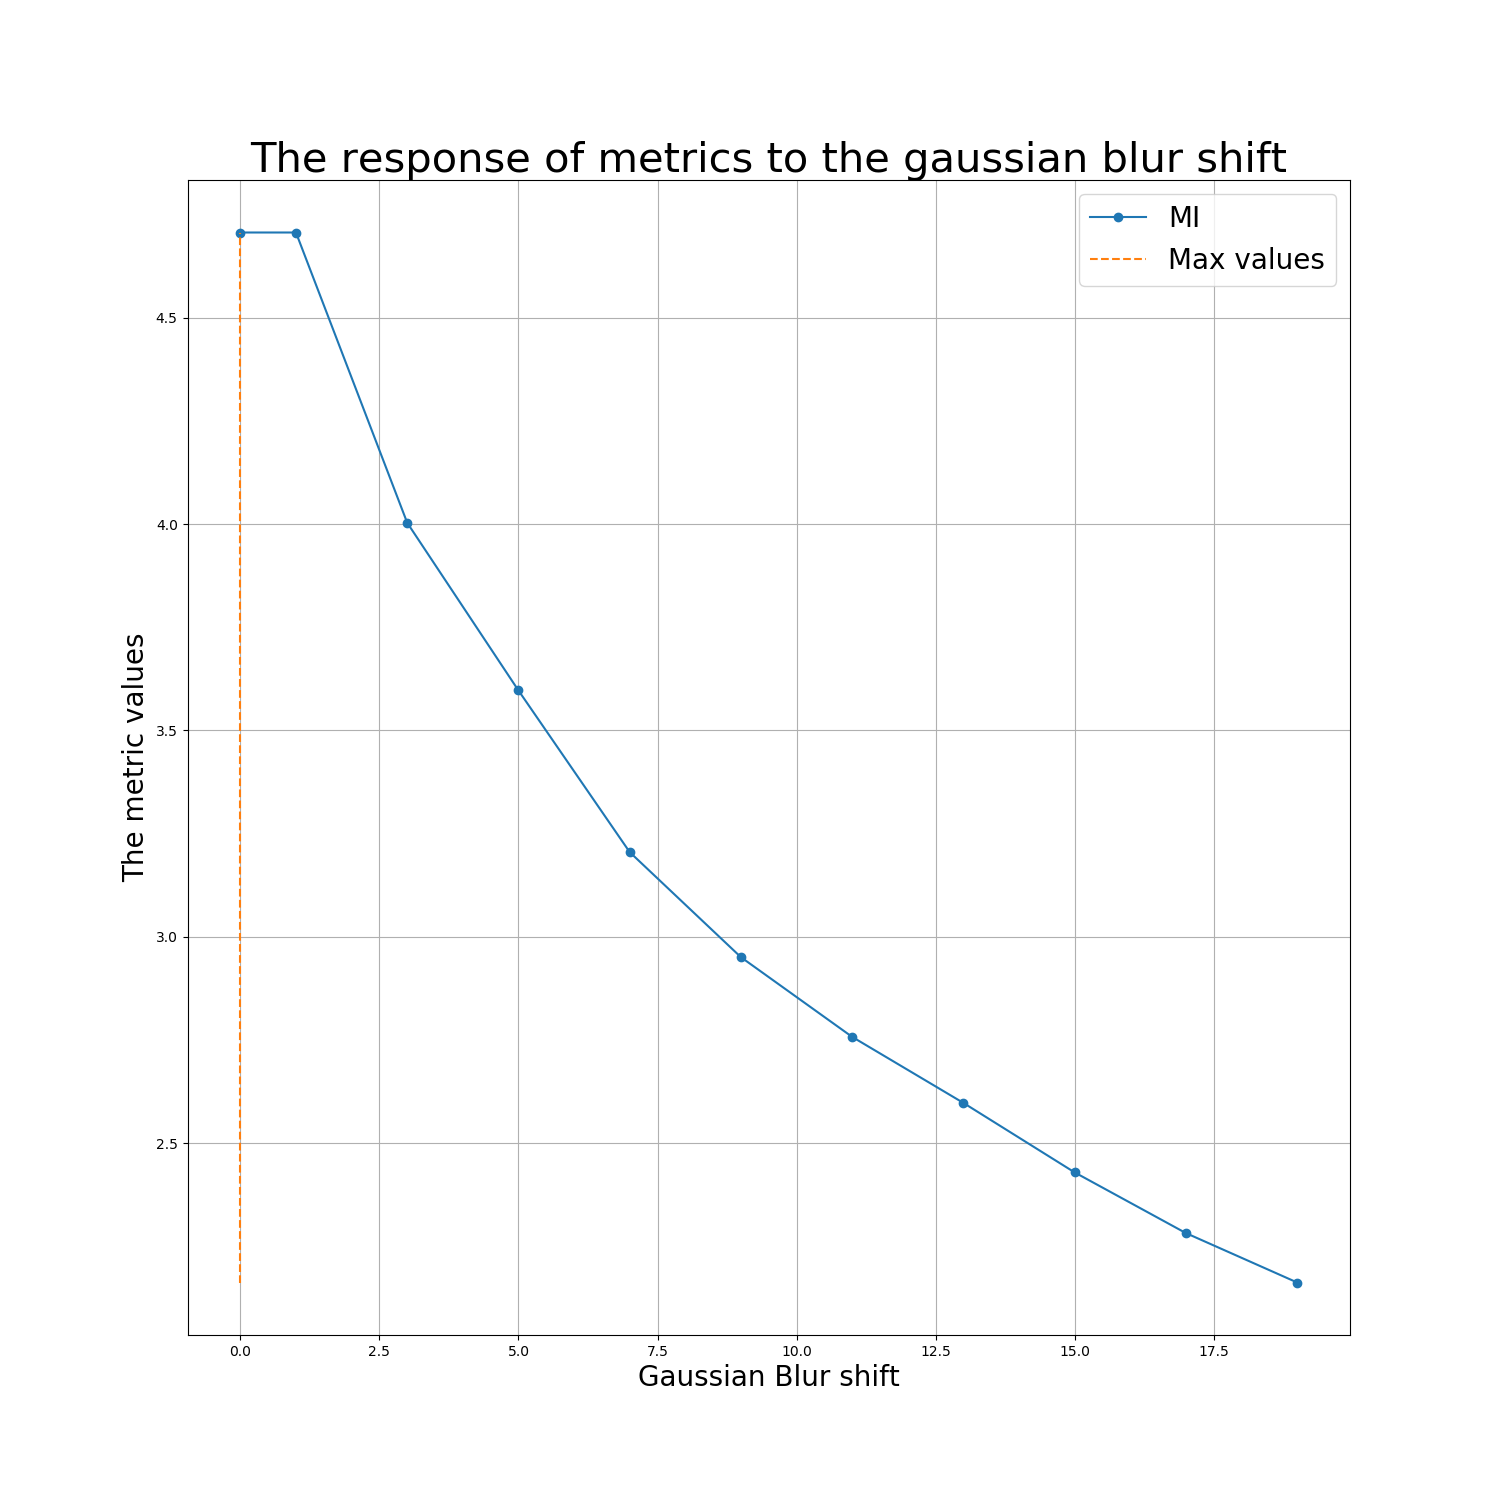 The response of metrics to the gaussian blur shift
MI
Max values
4.5
4.0
3.5
3.0
2.5
The metric values
0.0 2.5 5.0 7.5 10.0 12.5 15.0 17.5
Gaussian Blur shift